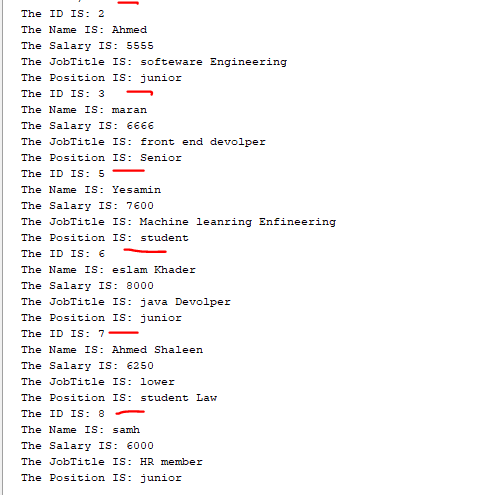 The ID IS: 2
The Name IS: Ahmed
The Salary IS: 5555
The JobTitle IS: softeware Engineering
The Position IS: junior
The ID IS: 3
The Name IS: maran
The Salary IS: 6666
The JobTitle IS: front end devolper
The Position IS: Senior
The ID IS: 5
The Name IS: Yesamin
The Salary IS: 7600
The JobTitle IS: Machine leanring Enfineering
The Position IS: student
The ID IS: 6
The Name IS: eslam Khader
The Salary IS: 8000
The JobTitle IS: java Devolper
The Position IS: junior
The ID IS: 7
The Name IS: Ahmed Shaleen
The Salary IS: 6250
The JobTitle IS: lower
The Position IS: student Law
The ID IS: 8
The Name IS: samh
The Salary IS: 6000
The JobTitle IS: HR member
The Position IS: junior